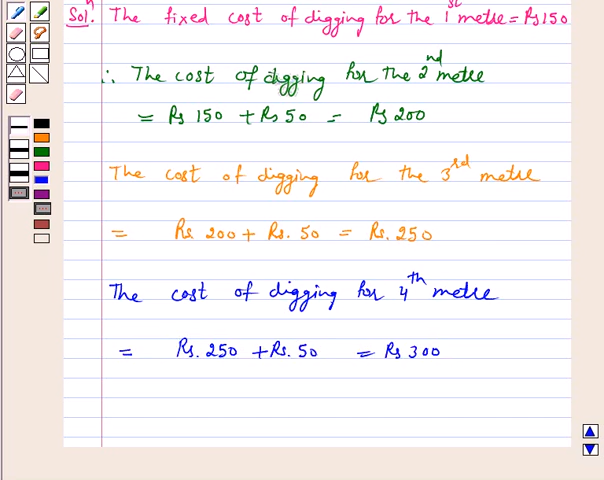 Solⁿ. The fixed cost of digging for the 1st metre = Rs 150
∴ The cost of digging for the 2nd metre
= Rs 150 + Rs 50 = Rs 200
The cost of digging for the 3rd metre
= Rs. 200 + Rs. 50 = Rs. 250
The cost of digging for 4th metre
= Rs. 250 + Rs. 50 = Rs 300